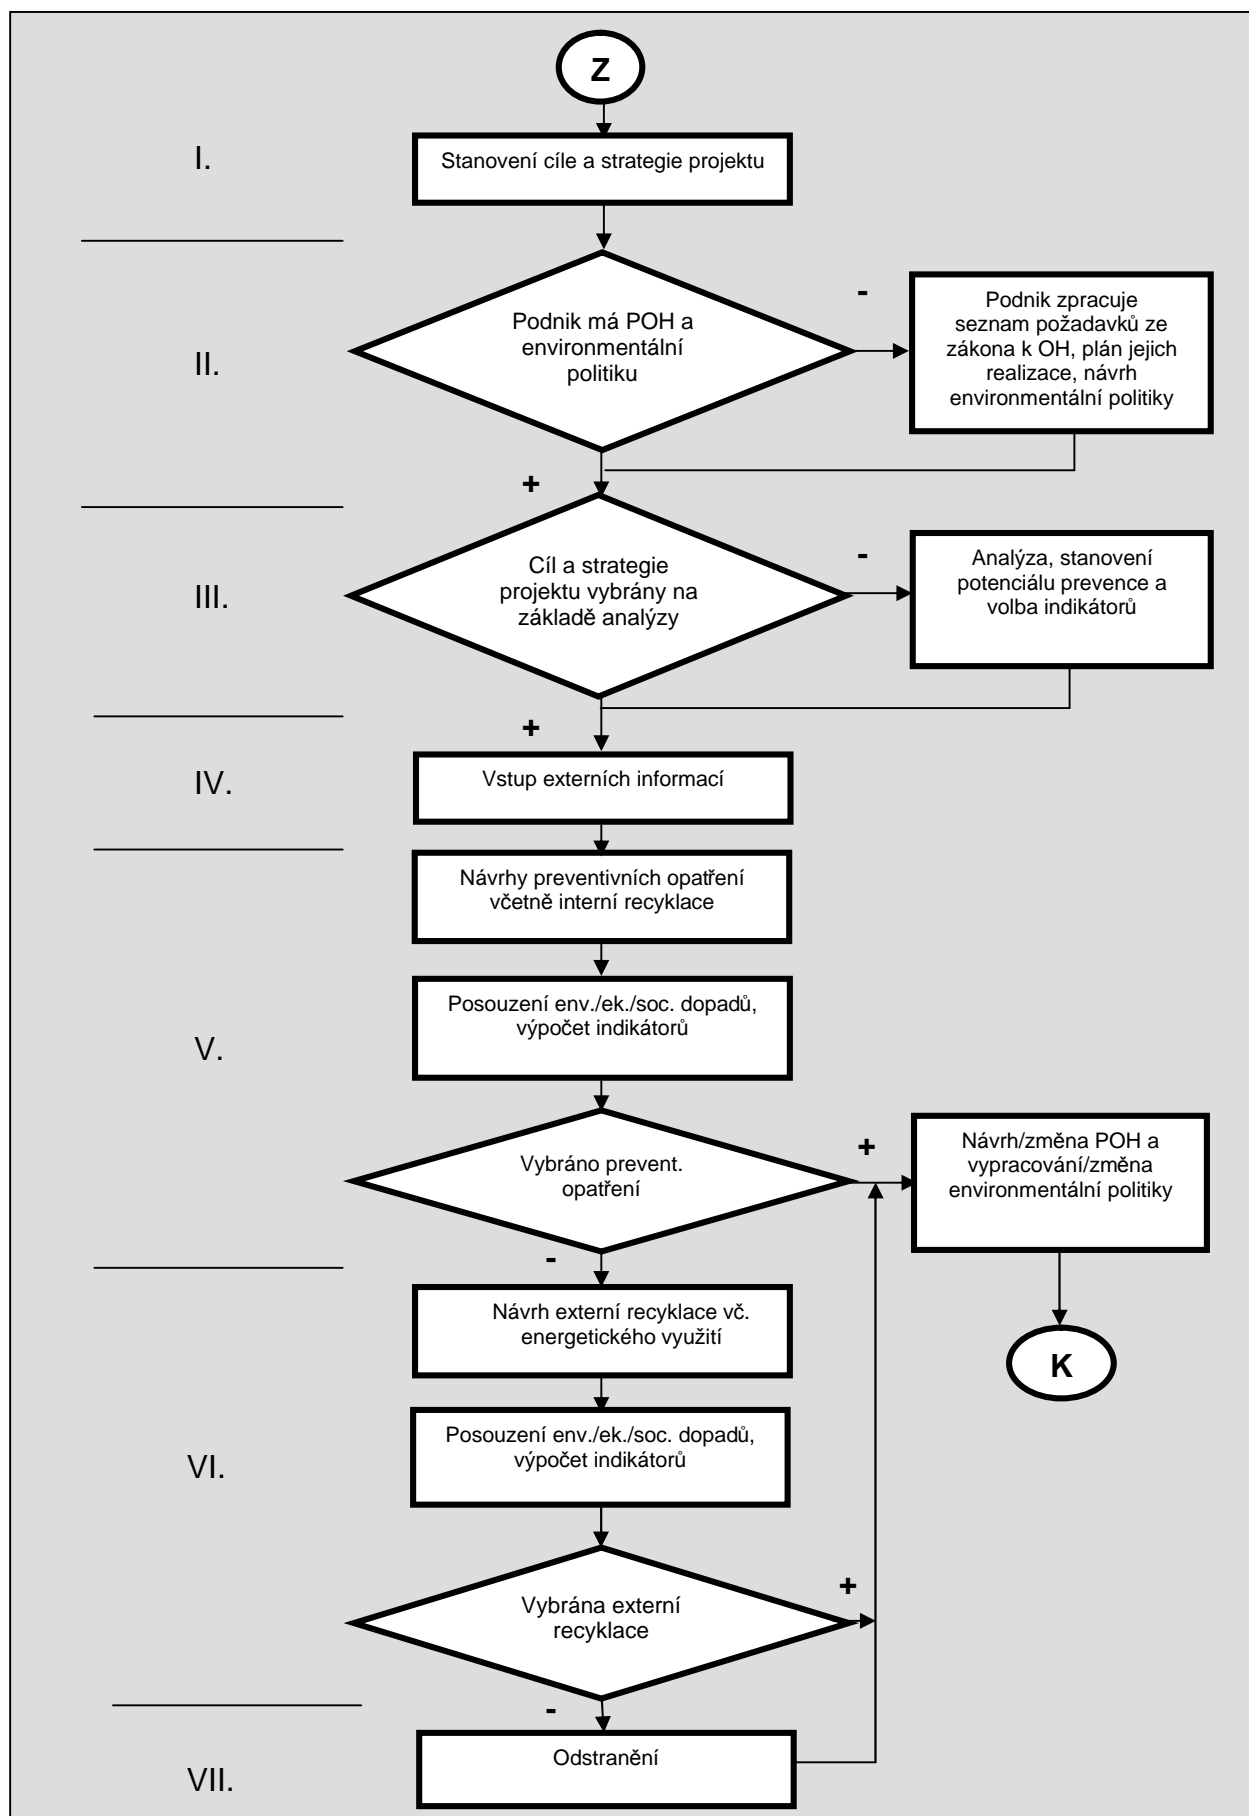 Z
I.
Stanovení cíle a strategie projektu
II.
Podnik má POH a
environmentální
politiku
-
Podnik zpracuje
seznam požadavků ze
zákona k OH, plán jejich
realizace, návrh
environmentální politiky
+
III.
Cíl a strategie
projektu vybrány na
základě analýzy
-
Analýza, stanovení
potenciálu prevence a
volba indikátorů
+
IV.
Vstup externích informací
V.
Návrhy preventivních opatření
včetně interní recyklace
Posouzení env./ek./soc. dopadů,
výpočet indikátorů
Vybráno prevent.
opatření
+
Návrh/změna POH a
vypracování/změna
environmentální politiky
-
K
VI.
Návrh externí recyklace vč.
energetického využití
Posouzení env./ek./soc. dopadů,
výpočet indikátorů
Vybrána externí
recyklace
+
-
VII.
Odstranění